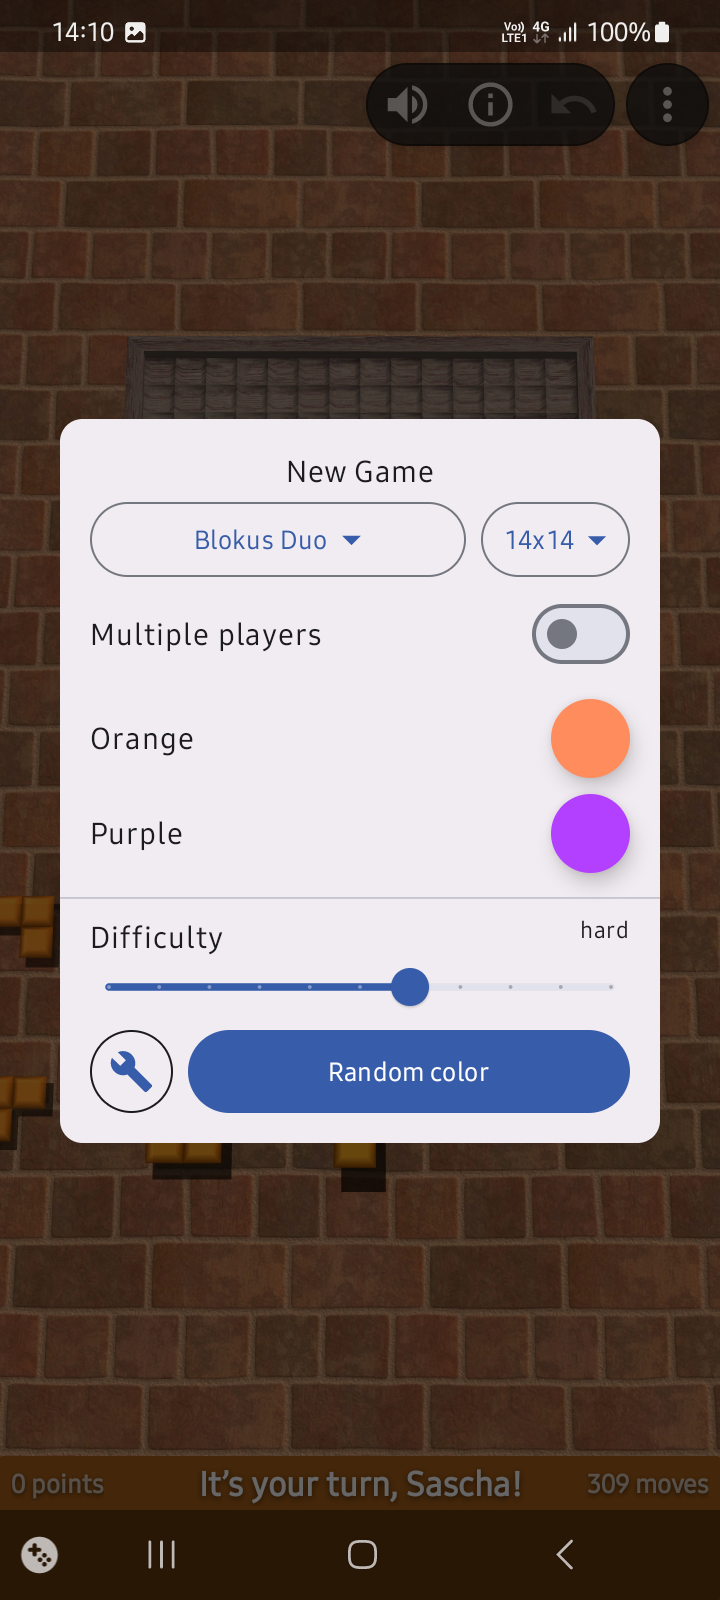 14:10
Vo)) LTE1 4G 100%
New Game
Blokus Duo 14x14
Multiple players
Orange
Purple
Difficulty hard
Random color
0 points It's your turn, Sascha! 309 moves